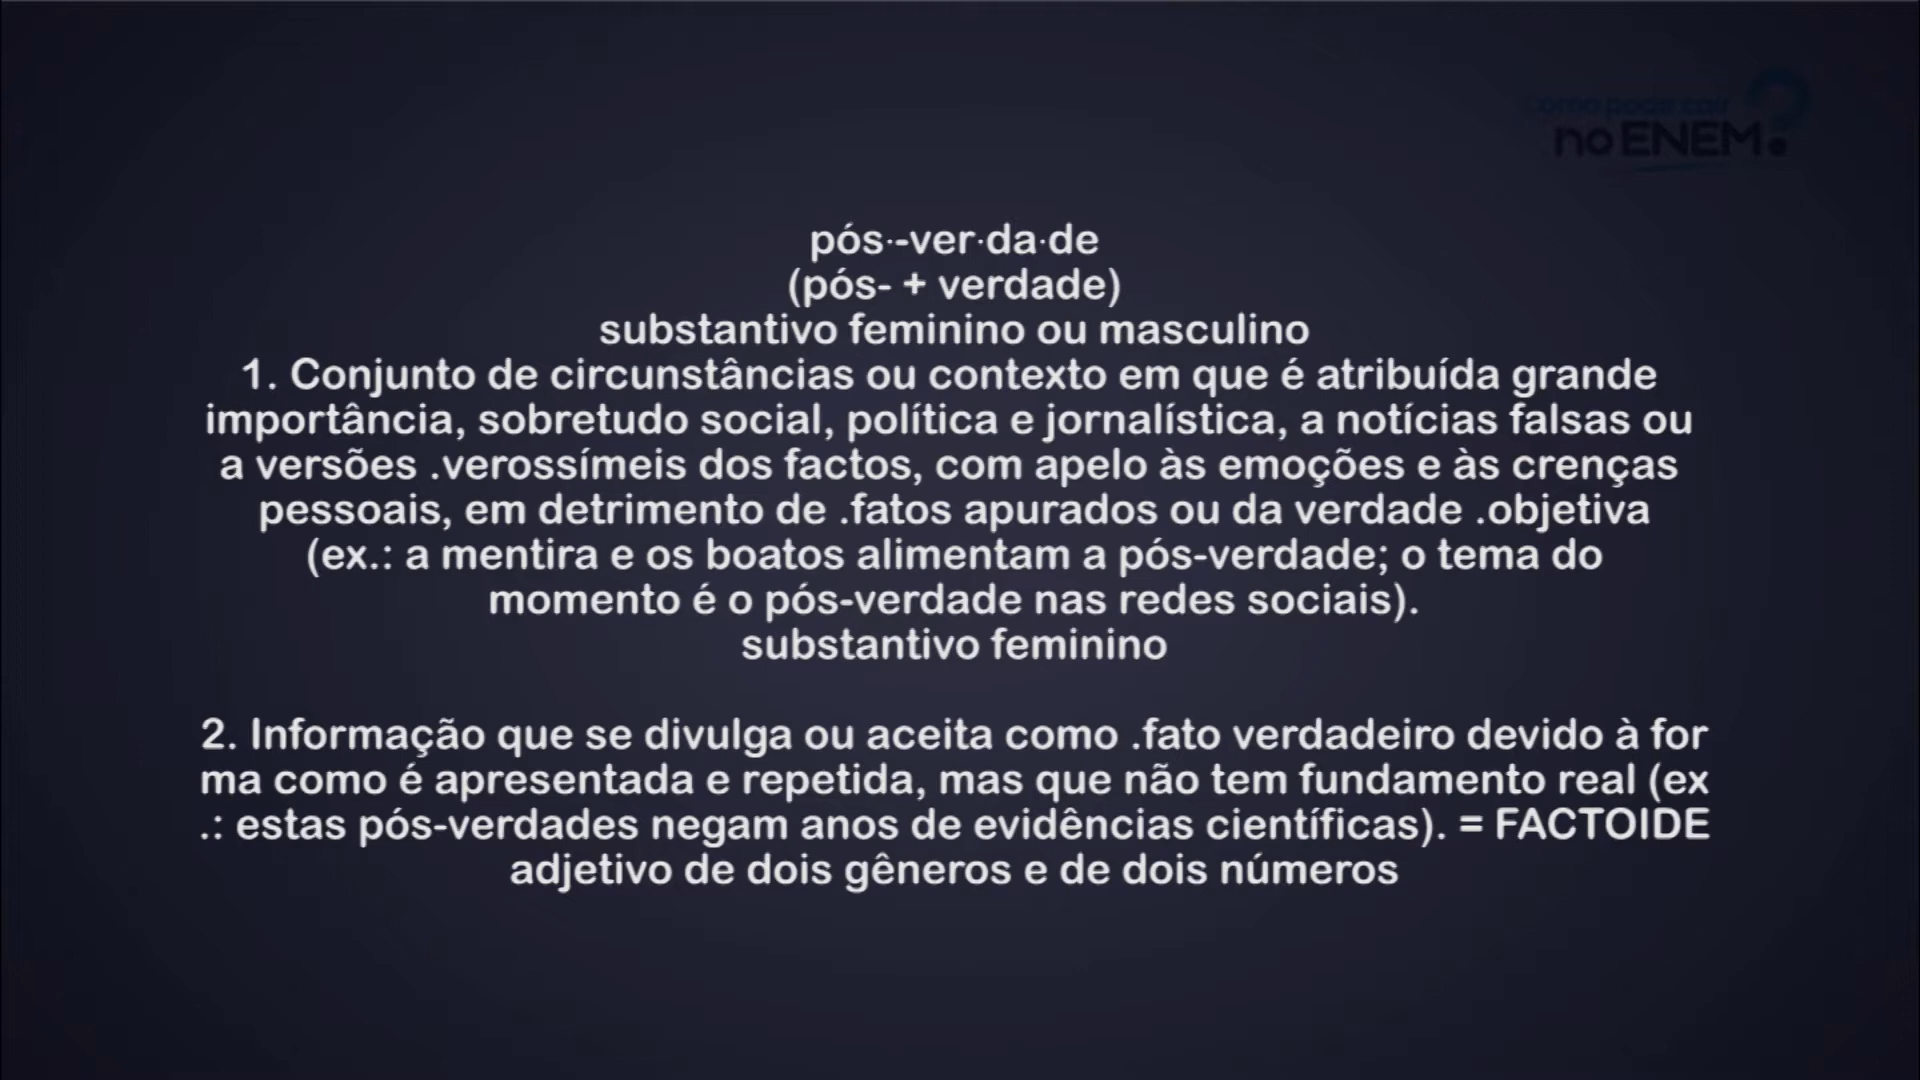 como pode cair
no ENEM?
pós·-ver·da·de
(pós- + verdade)
substantivo feminino ou masculino
1. Conjunto de circunstâncias ou contexto em que é atribuída grande
importância, sobretudo social, política e jornalística, a notícias falsas ou
a versões .verossímeis dos factos, com apelo às emoções e às crenças
pessoais, em detrimento de .fatos apurados ou da verdade .objetiva
(ex.: a mentira e os boatos alimentam a pós-verdade; o tema do
momento é o pós-verdade nas redes sociais).
substantivo feminino
2. Informação que se divulga ou aceita como .fato verdadeiro devido à for
ma como é apresentada e repetida, mas que não tem fundamento real (ex
.: estas pós-verdades negam anos de evidências científicas). = FACTOIDE
adjetivo de dois gêneros e de dois números